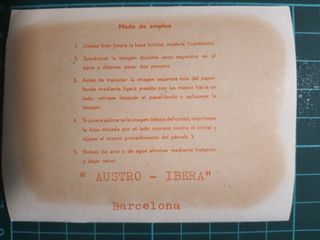 Modo de empleo
1. Déjese bien limpia la base (cristal, madera, baquelata).
2. Sumérjase la imagen durante unos segundos en el
agua y déjense pasar dos minutos.
3. Antes de trasladar la imagen separese ésta del papel-
fondo mediante ligera presión con las manos hacia un
lado, retírese después el papel-fondo y aplíquese la
imagen.
4. Si quiere aplicarse la imagen debajo del cristal, imprímase
la hoja mojada por el lado impreso contra el cristal y
sígase el mismo procedimiento del párrafo 3.
5. Bolsas de aire o de agua eliminar mediante frotación
y dejar secar.
" AUSTRO - IBERA"
Barcelona